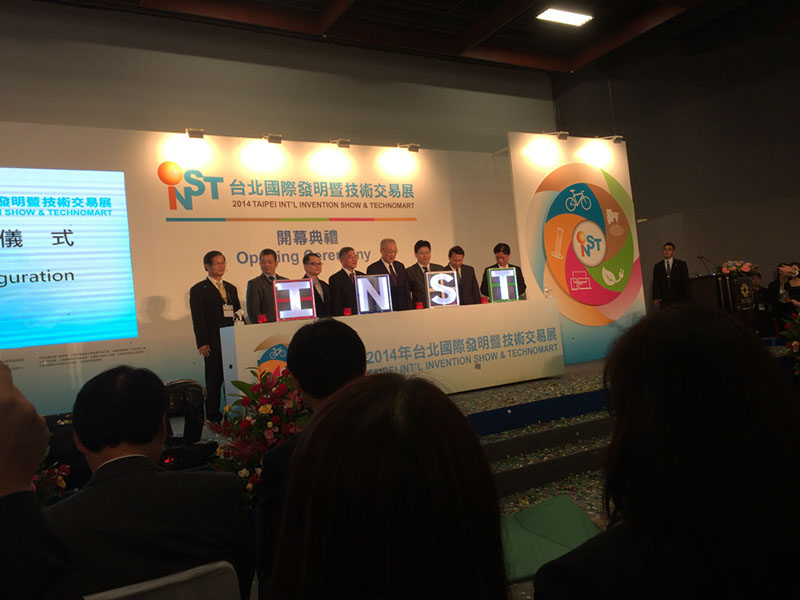 發明暨技術交易展
N SHOW & TECHNOMART
儀 式
guration
INST
台北國際發明暨技術交易展
2014 TAIPEI INT'L INVENTION SHOW & TECHNOMART
開幕典禮
Opening Ceremony
INST
I N S T
2014年台北國際發明暨技術交易展
TAIPEI INT'L INVENTION SHOW & TECHNOMART